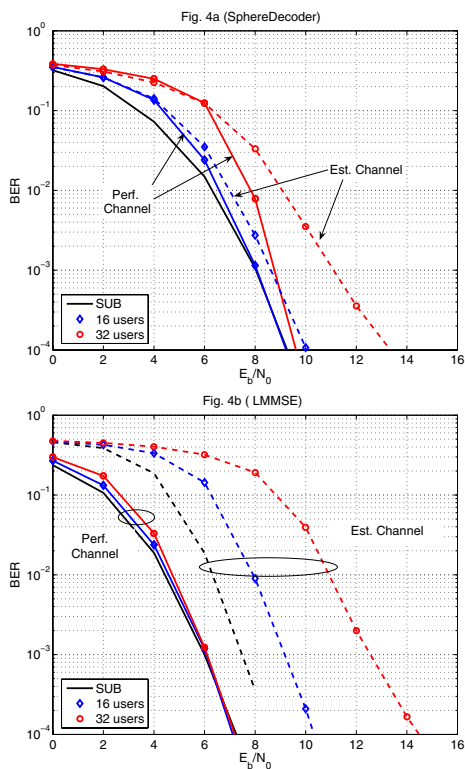 Fig. 4a (SphereDecoder)
10^0
10^-1
10^-2
10^-3
10^-4
BER
Perf.
Channel
Est. Channel
SUB
16 users
32 users
0 2 4 6 8 10 12 14 16
E_b/N_0
Fig. 4b ( LMMSE)
10^0
10^-1
10^-2
10^-3
10^-4
BER
Perf.
Channel
Est. Channel
SUB
16 users
32 users
0 2 4 6 8 10 12 14 16
E_b/N_0